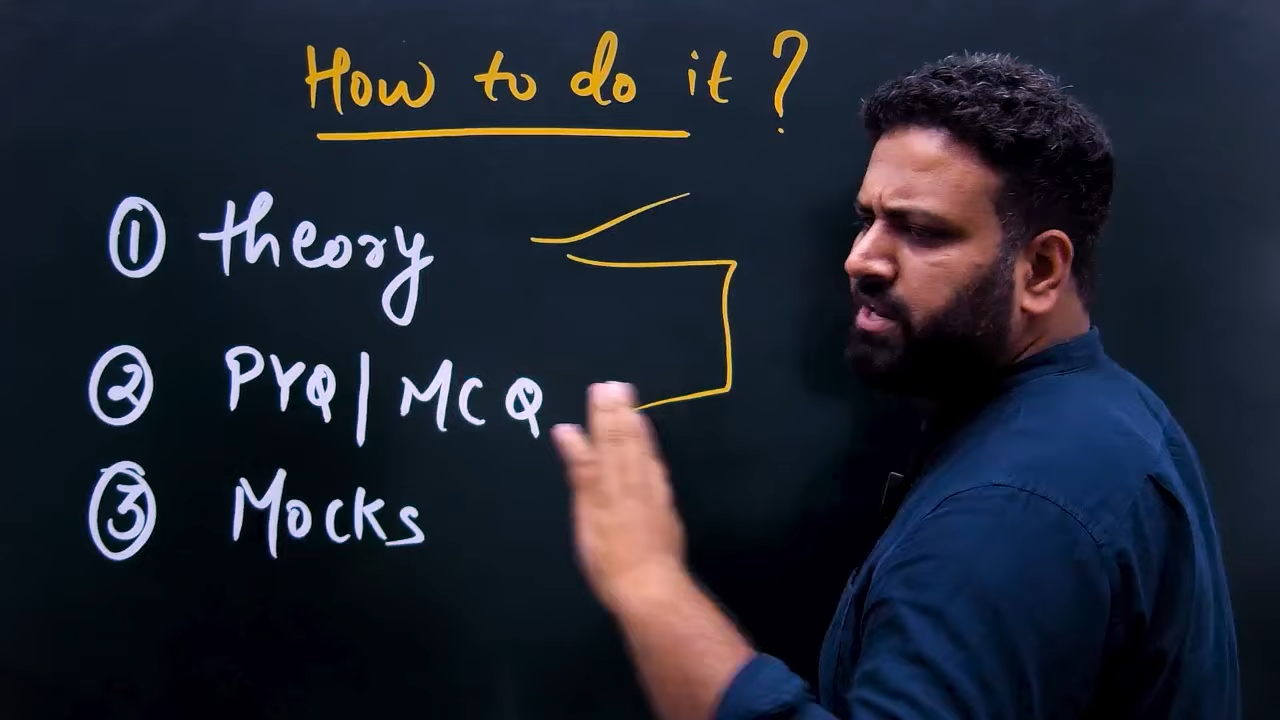 How to do it ?
① theory
② PYQ | MCQ
③ Mocks